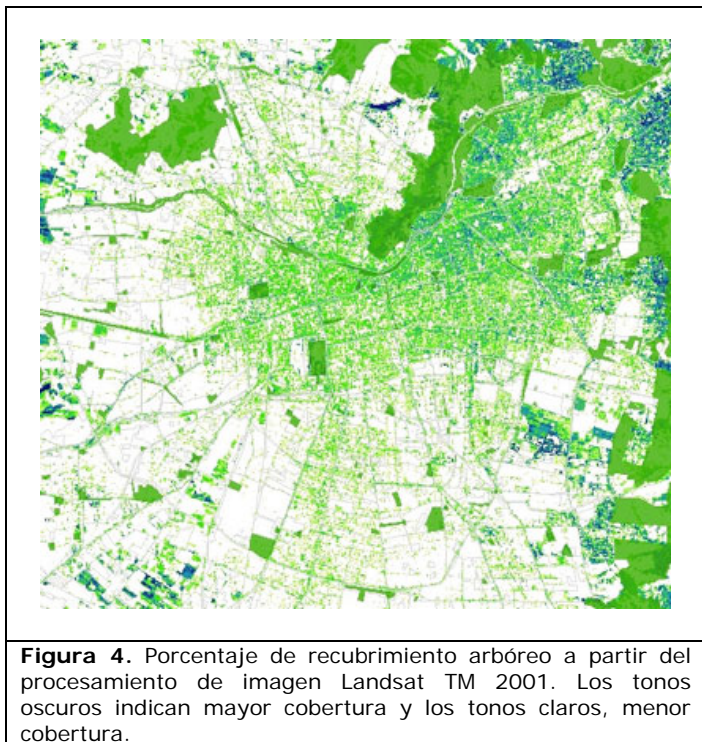 Figura 4. Porcentaje de recubrimiento arbóreo a partir del
procesamiento de imagen Landsat TM 2001. Los tonos
oscuros indican mayor cobertura y los tonos claros, menor
cobertura.